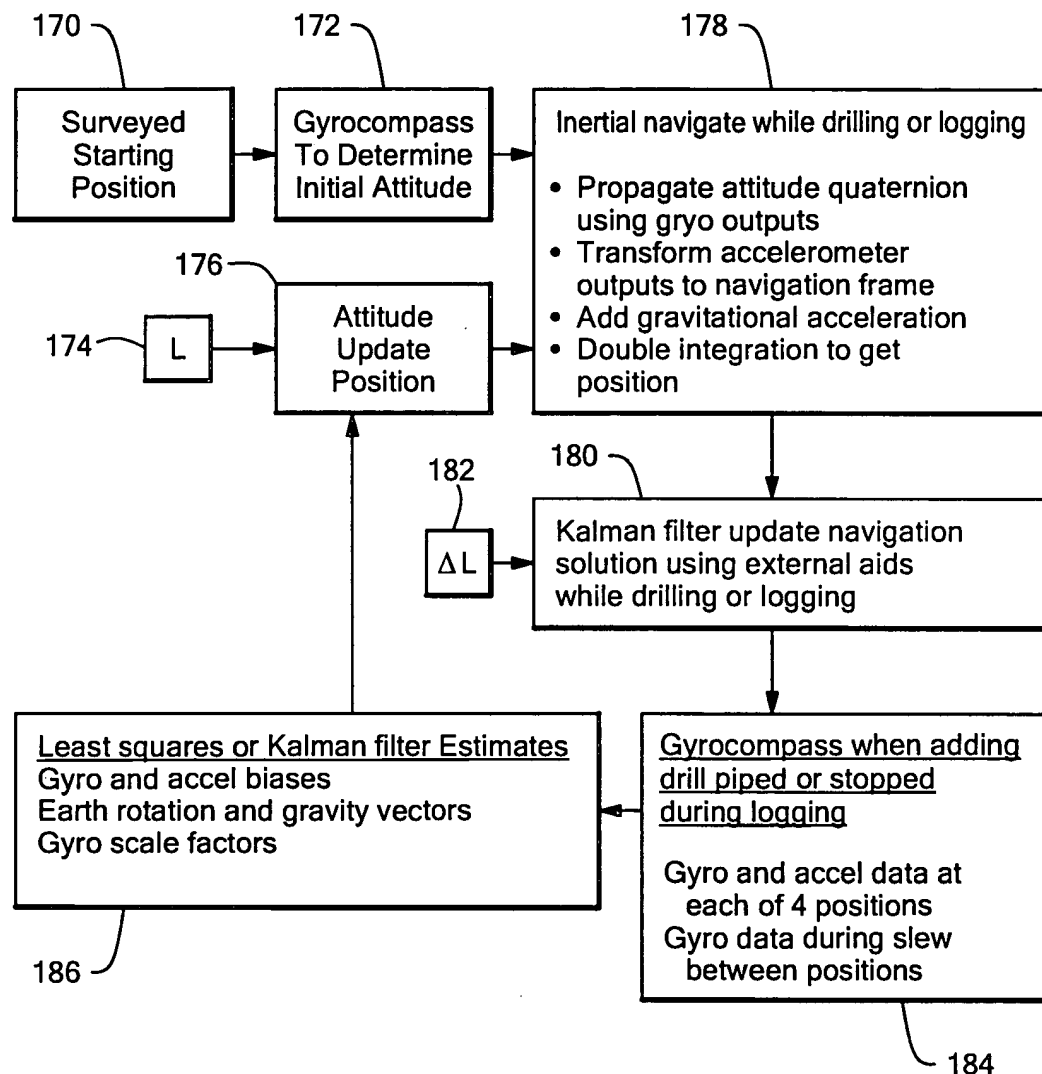 170
172
178
Surveyed
Starting
Position
Gyrocompass
To Determine
Initial Attitude
Inertial navigate while drilling or logging
• Propagate attitude quaternion
using gryo outputs
• Transform accelerometer
outputs to navigation frame
• Add gravitational acceleration
• Double integration to get
position
176
174
L
Attitude
Update
Position
180
182
ΔL
Kalman filter update navigation
solution using external aids
while drilling or logging
Least squares or Kalman filter Estimates
Gyro and accel biases
Earth rotation and gravity vectors
Gyro scale factors
186
Gyrocompass when adding
drill piped or stopped
during logging
Gyro and accel data at
each of 4 positions
Gyro data during slew
between positions
184